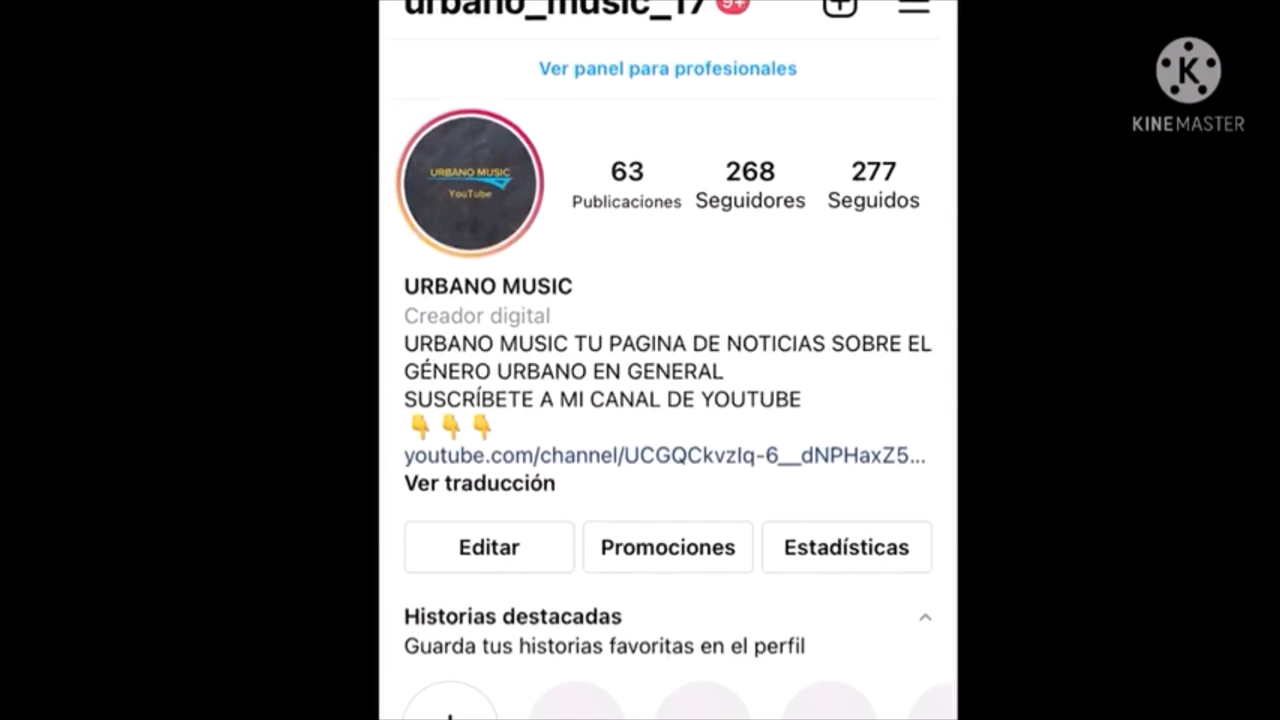 urbano_music_17 9+
Ver panel para profesionales
KINEMASTER
URBANO MUSIC
YouTube
63 268 277
Publicaciones Seguidores Seguidos
URBANO MUSIC
Creador digital
URBANO MUSIC TU PAGINA DE NOTICIAS SOBRE EL
GÉNERO URBANO EN GENERAL
SUSCRÍBETE A MI CANAL DE YOUTUBE
👇👇👇
youtube.com/channel/UCGQCkvzIq-6__dNPHaxZ5...
Ver traducción
Editar Promociones Estadísticas
Historias destacadas
Guarda tus historias favoritas en el perfil